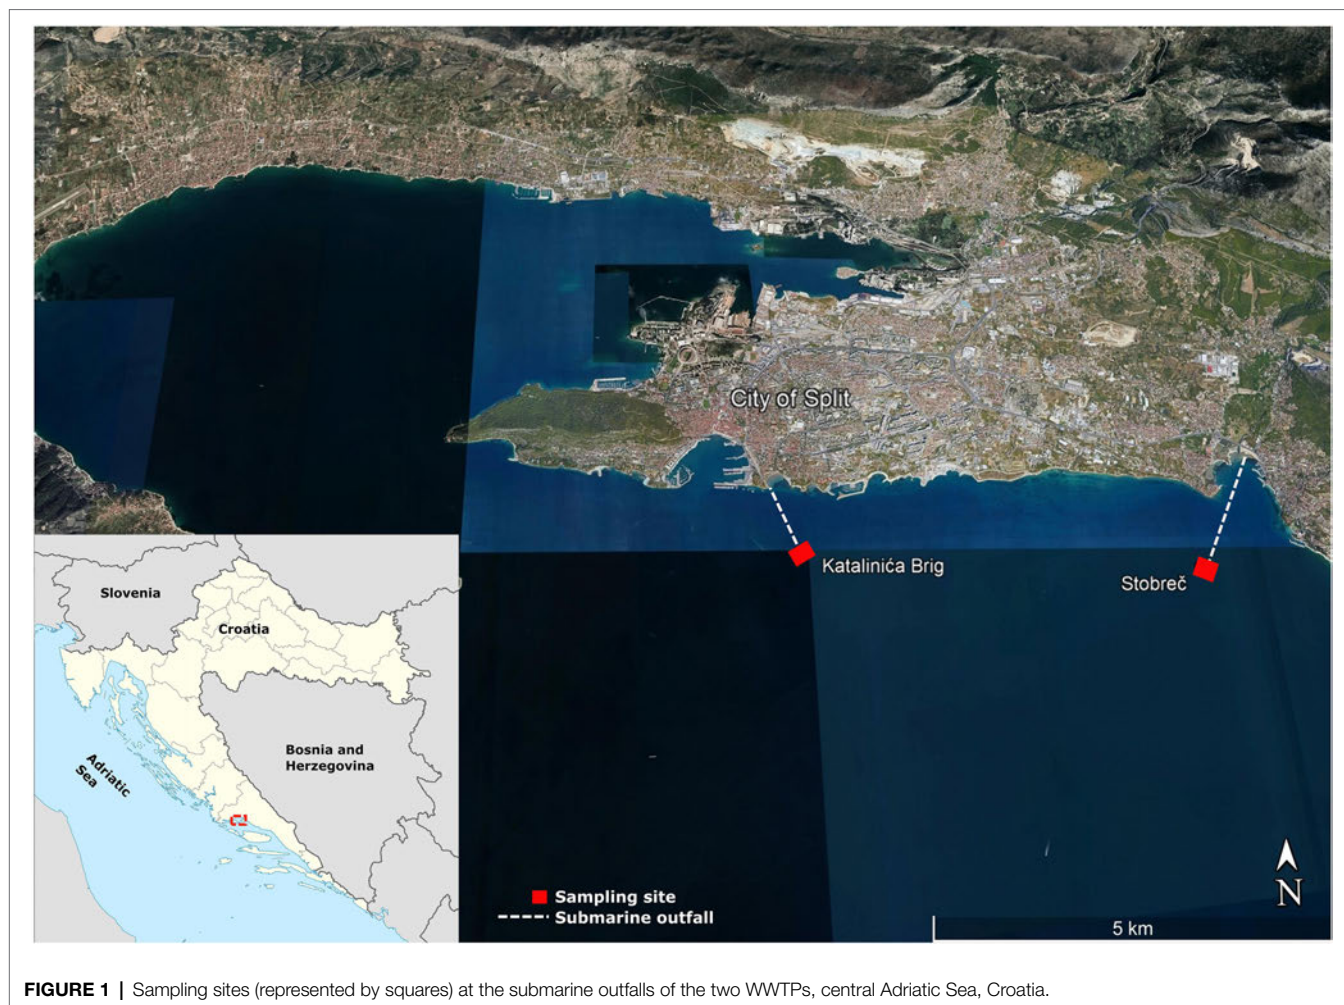 City of Split
Katalinića Brig
Stobreč
Slovenia
Croatia
Bosnia and
Herzegovina
Adriatic
Sea
Sampling site
Submarine outfall
N
5 km
FIGURE 1 | Sampling sites (represented by squares) at the submarine outfalls of the two WWTPs, central Adriatic Sea, Croatia.